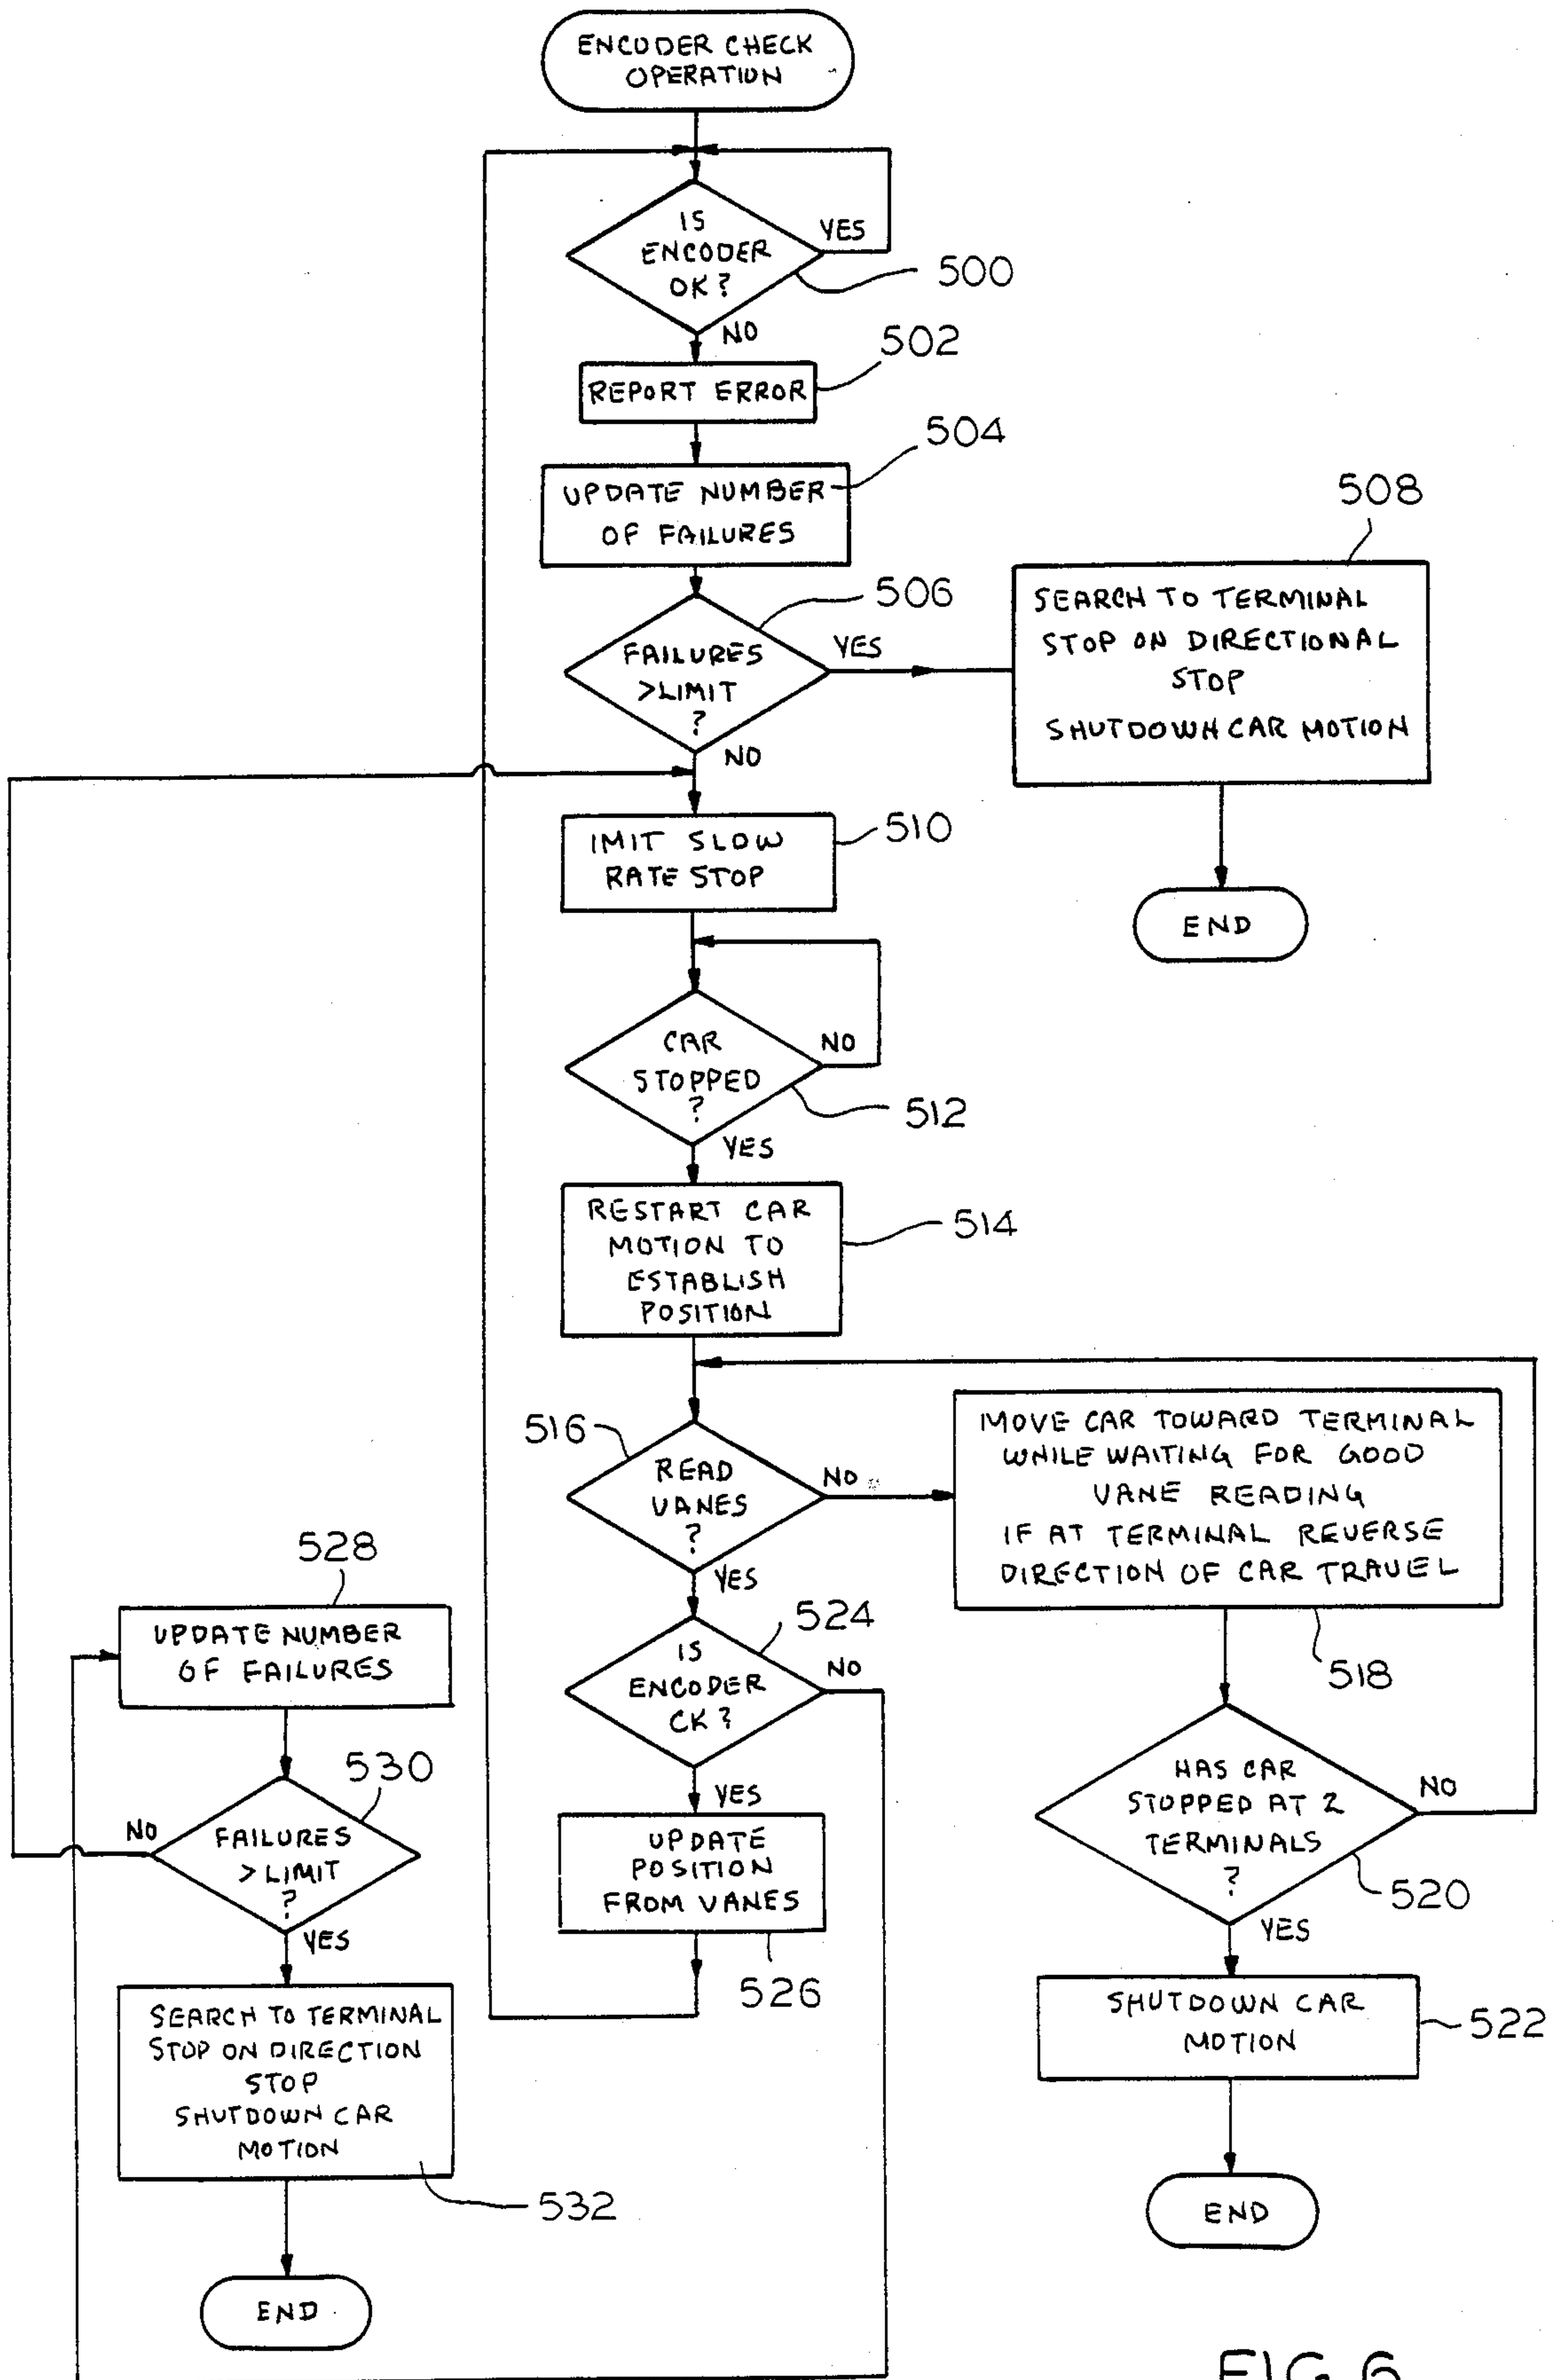 ENCODER CHECK
OPERATION
IS
ENCODER
OK?
YES
500
NO
502
REPORT ERROR
504
UPDATE NUMBER
OF FAILURES
506
FAILURES
>LIMIT
?
YES
508
SEARCH TO TERMINAL
STOP ON DIRECTIONAL
STOP
SHUTDOWN CAR MOTION
END
NO
IMIT SLOW
RATE STOP
510
CAR
STOPPED
?
NO
512
YES
RESTART CAR
MOTION TO
ESTABLISH
POSITION
514
516
READ
VANES
?
NO
MOVE CAR TOWARD TERMINAL
WHILE WAITING FOR GOOD
VANE READING
IF AT TERMINAL REVERSE
DIRECTION OF CAR TRAVEL
518
YES
524
IS
ENCODER
CK?
NO
528
UPDATE NUMBER
OF FAILURES
530
FAILURES
>LIMIT
?
NO
YES
YES
UPDATE
POSITION
FROM VANES
526
HAS CAR
STOPPED AT 2
TERMINALS
?
NO
520
YES
SHUTDOWN CAR
MOTION
522
END
SEARCH TO TERMINAL
STOP ON DIRECTION
STOP
SHUTDOWN CAR
MOTION
532
END
FIG. 6